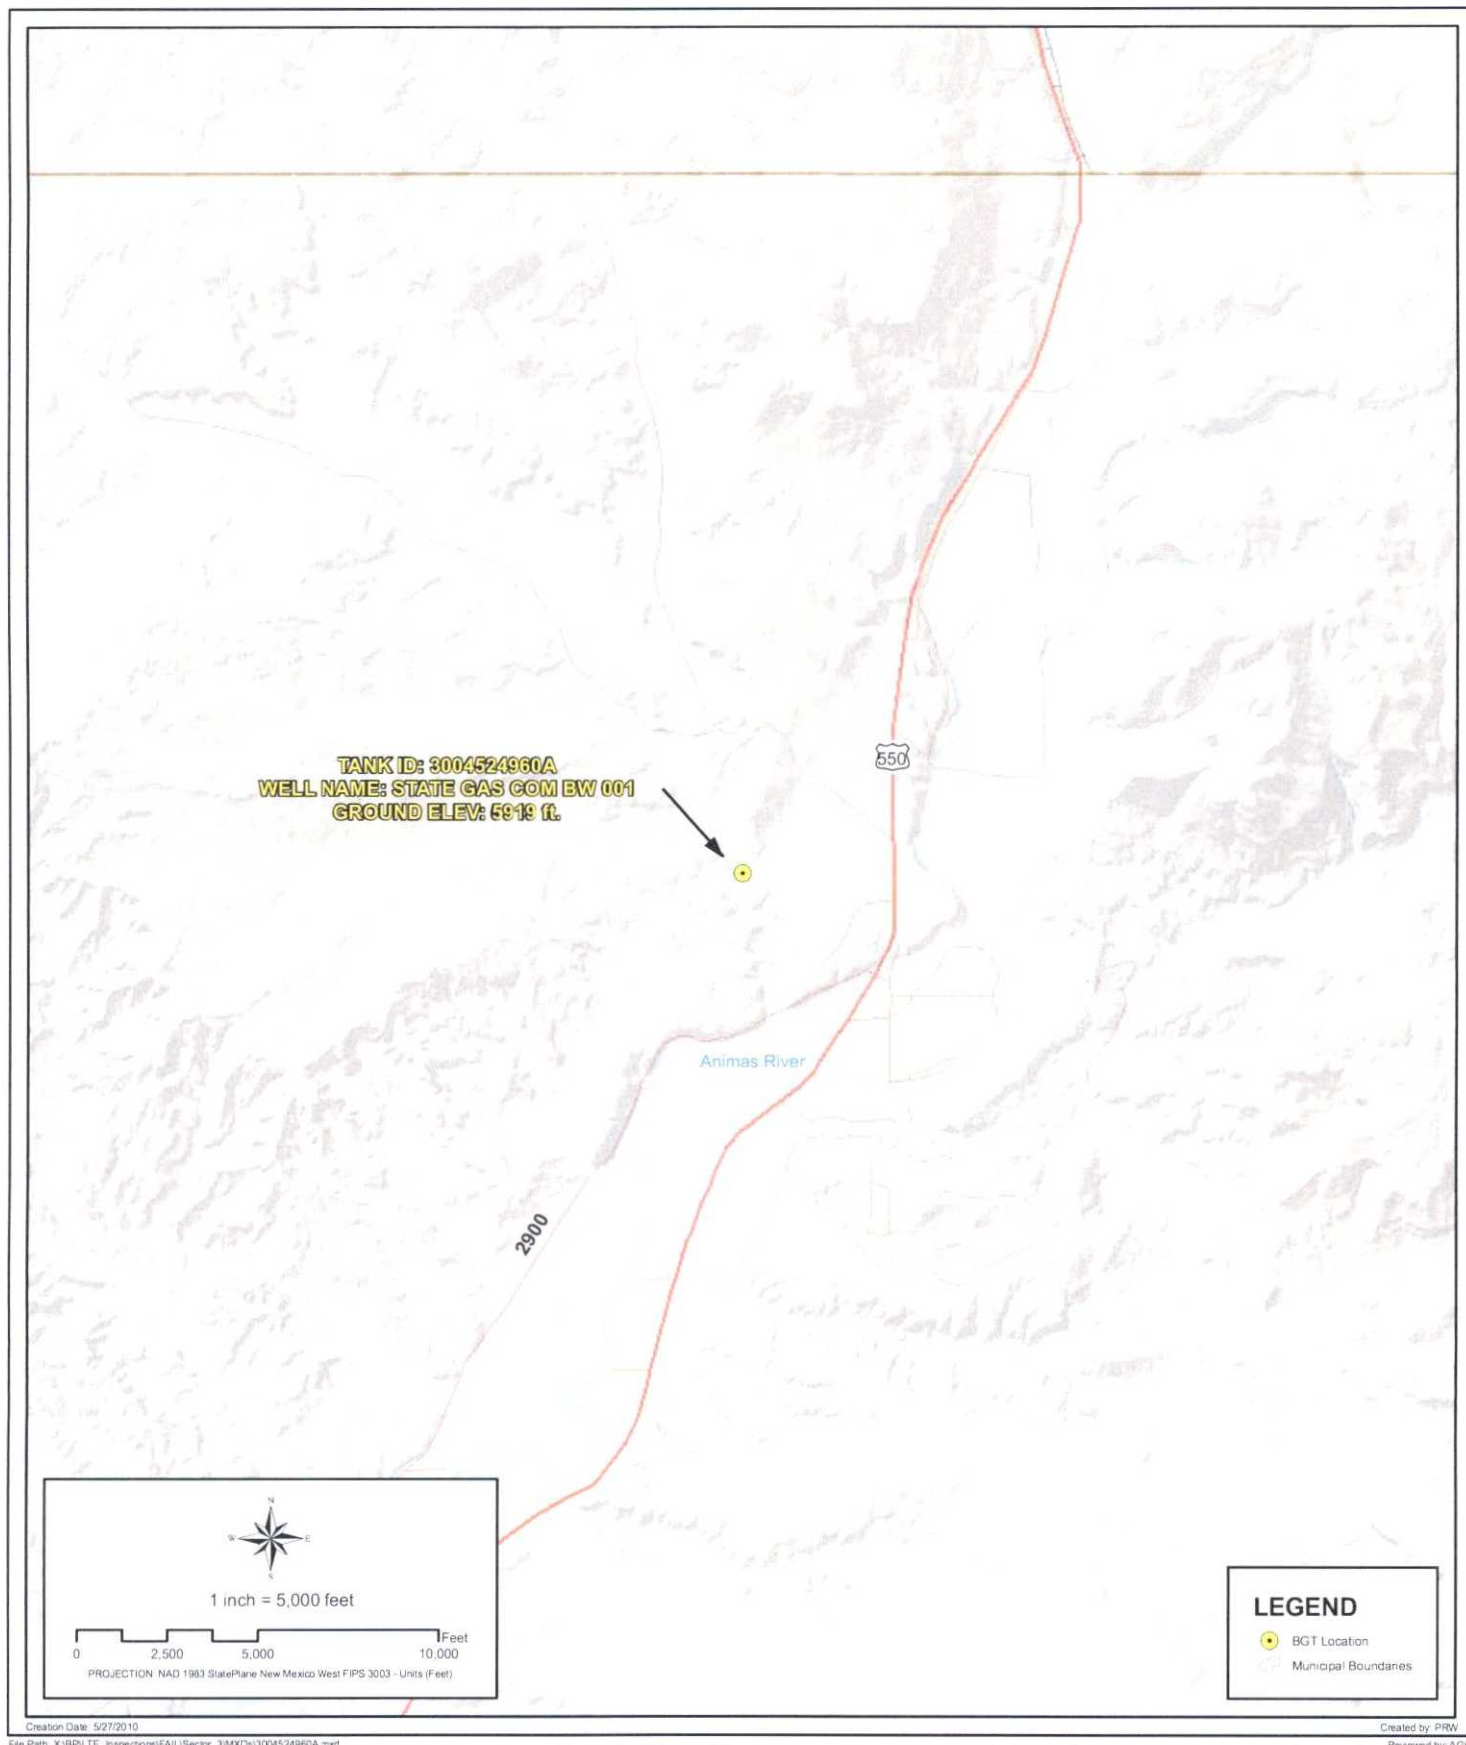 TANK ID: 3004524960A
WELL NAME: STATE GAS COM BW 001
GROUND ELEV: 5919 ft.
550
Animas River
2900
N
W E
S
1 inch = 5,000 feet
Feet
0 2,500 5,000 10,000
PROJECTION: NAD 1983 StatePlane New Mexico West FIPS 3003 - Units (Feet)
LEGEND
BGT Location
Municipal Boundaries
Creation Date: 5/27/2010
Created by: PRW